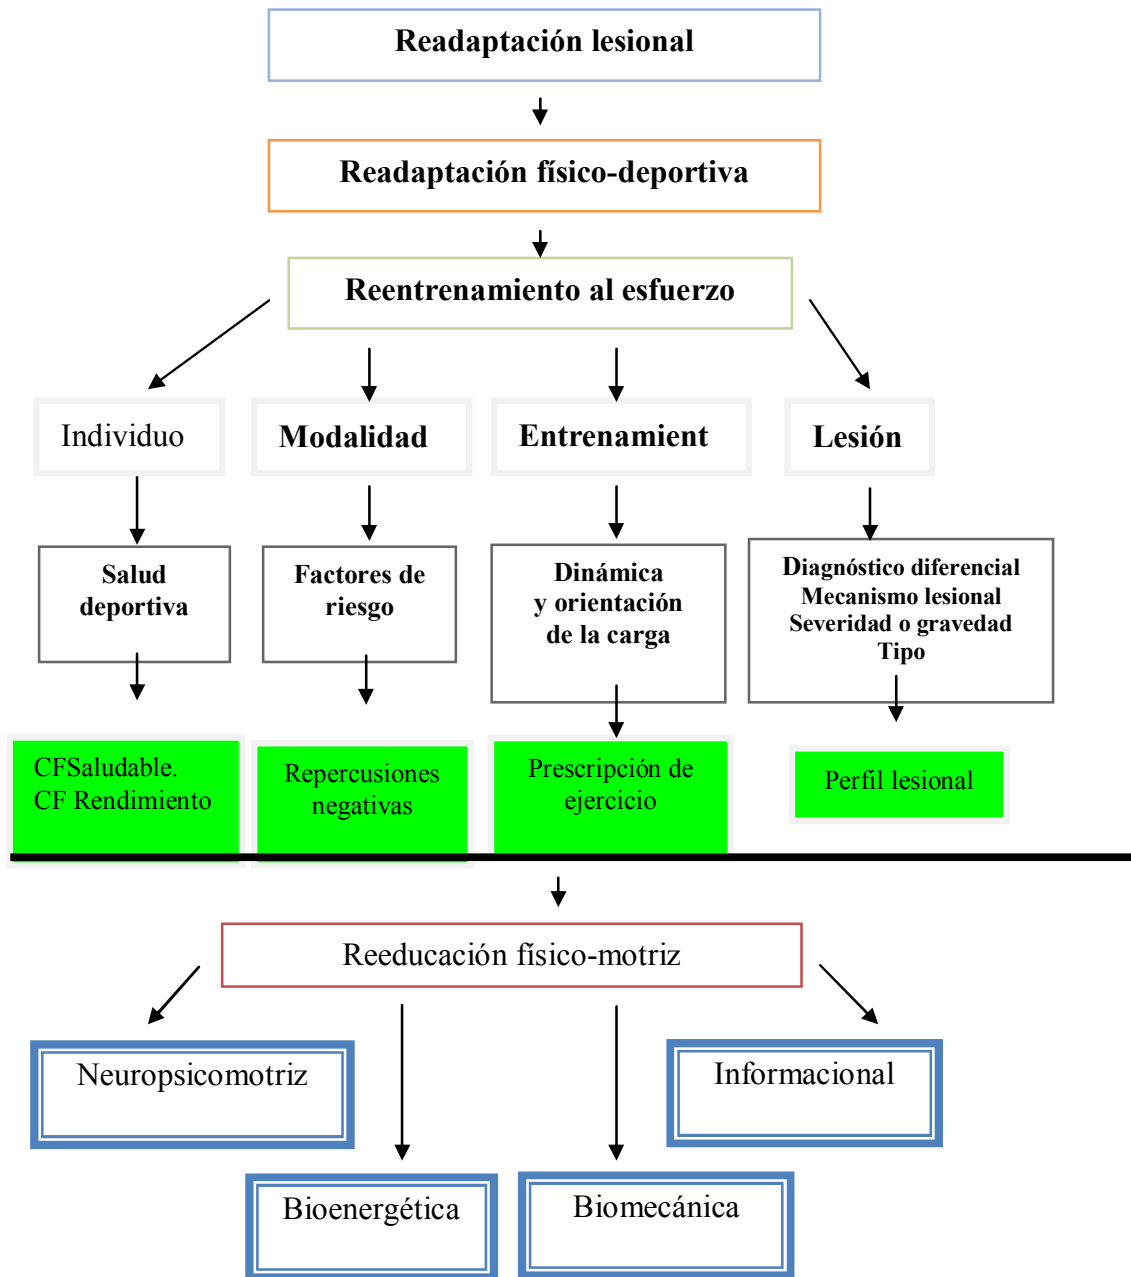 Readaptación lesional
Readaptación físico-deportiva
Reentrenamiento al esfuerzo
Individuo
Modalidad
Entrenamient
Lesión
Salud
deportiva
Factores de
riesgo
Dinámica
y orientación
de la carga
Diagnóstico diferencial
Mecanismo lesional
Severidad o gravedad
Tipo
CFSaludable.
CF Rendimiento
Repercusiones
negativas
Prescripción de
ejercicio
Perfil lesional
Reeducación físico-motriz
Neuropsicomotriz
Informacional
Bioenergética
Biomecánica